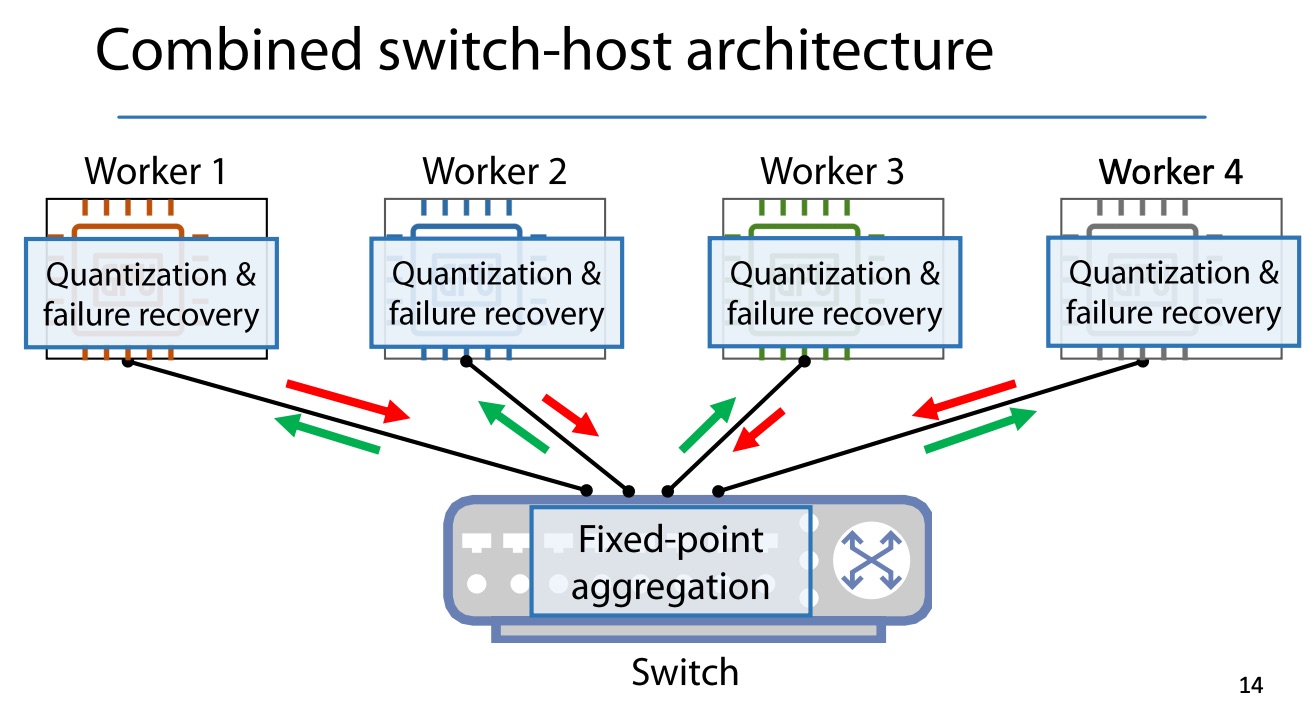 Combined switch-host architecture
Worker 1
Worker 2
Worker 3
Worker 4
Quantization &
failure recovery
Quantization &
failure recovery
Quantization &
failure recovery
Quantization &
failure recovery
Fixed-point
aggregation
Switch
14